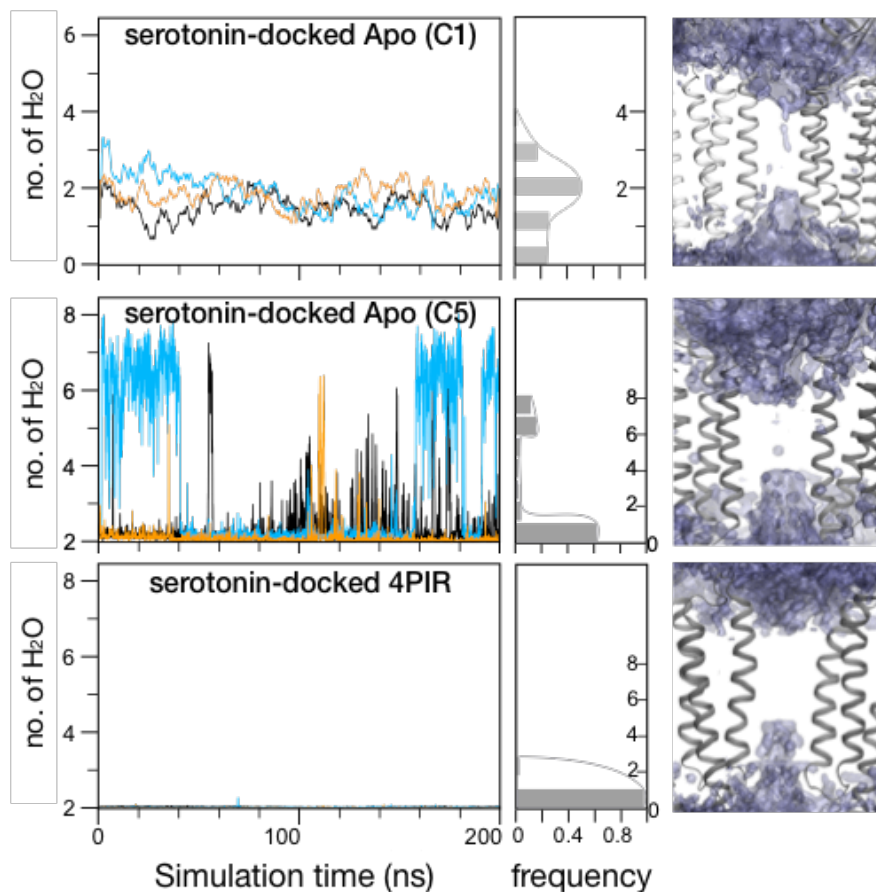 serotonin-docked Apo (C1)
no. of H₂O
6
4
2
0
4
2
serotonin-docked Apo (C5)
no. of H₂O
8
6
4
2
8
6
4
2
0
serotonin-docked 4PIR
no. of H₂O
8
6
4
2
8
6
4
2
0
0 100 200
0 0.4 0.8
Simulation time (ns) frequency